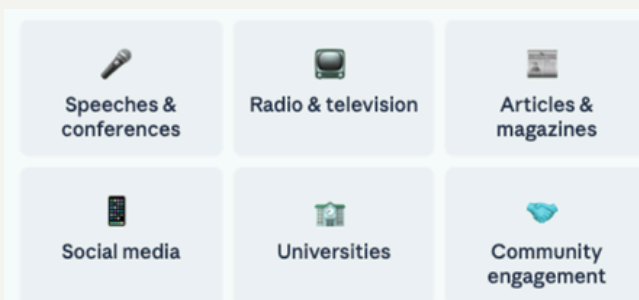 Speeches &
conferences
Radio & television
Articles &
magazines
Social media
Universities
Community
engagement